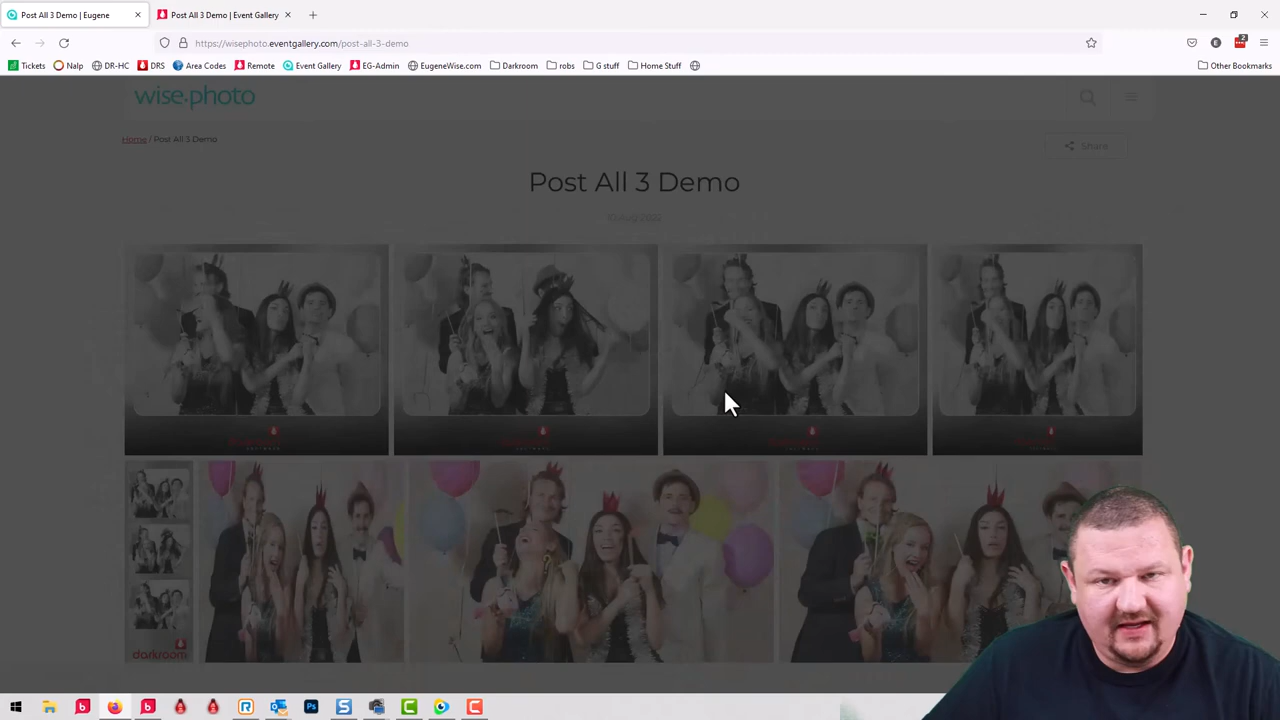 Post All 3 Demo | Eugene
Post All 3 Demo | Event Gallery
https://wisephoto.eventgallery.com/post-all-3-demo
Tickets
Nalp
DR-HC
DRS
Area Codes
Remote
Event Gallery
EG-Admin
EugeneWise.com
Darkroom
robs
G stuff
Home Stuff
Other Bookmarks
wise.photo
Home / Post All 3 Demo
Share
Post All 3 Demo
darkroom